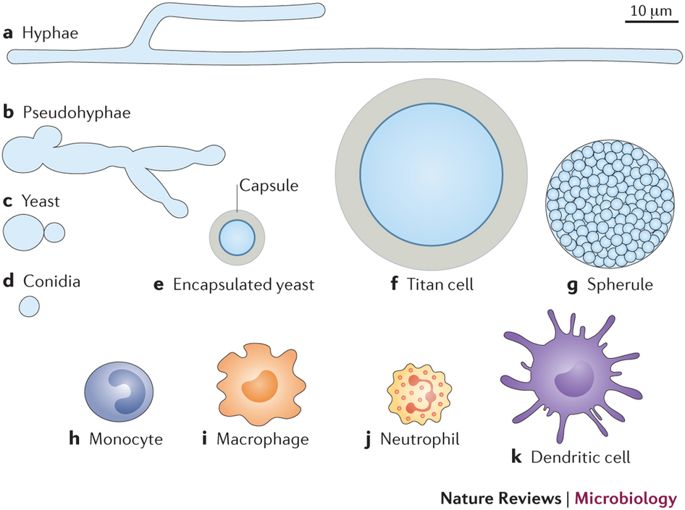 a Hyphae
10 μm
b Pseudohyphae
c Yeast
Capsule
d Conidia
e Encapsulated yeast
f Titan cell
g Spherule
h Monocyte
i Macrophage
j Neutrophil
k Dendritic cell
Nature Reviews | Microbiology